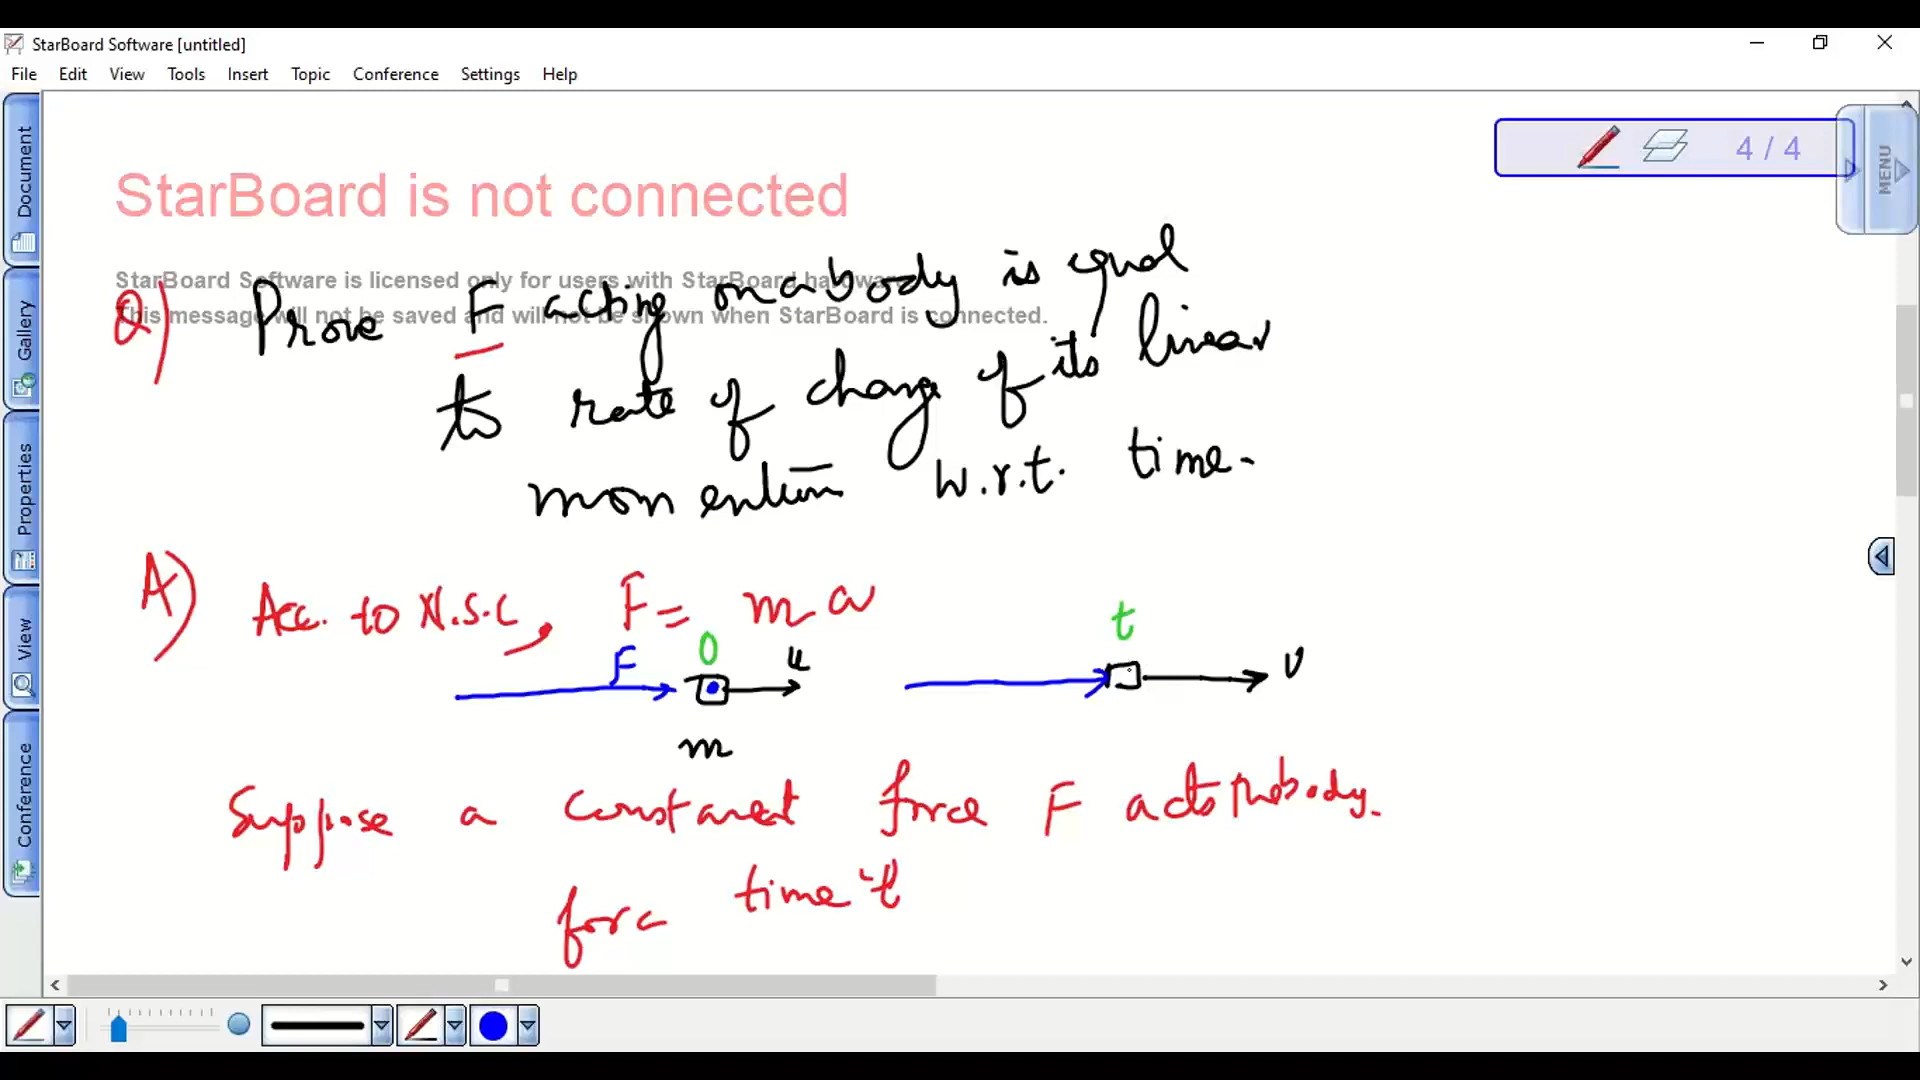 StarBoard Software [untitled]
File Edit View Tools Insert Topic Conference Settings Help
4 / 4
MENU
Document
Gallery
Properties
View
Conference
StarBoard is not connected
StarBoard Software is licensed only for users with StarBoard hardware.
This message will not be saved and will not be shown when StarBoard is connected.
Q) Prove F acting on a body is equal
to rate of change of its linear
momentum w.r.t. time.
A) Acc. to N.S.L, F = ma
F 0 u t v
m
Suppose a constant force F acts body.
for a time 't